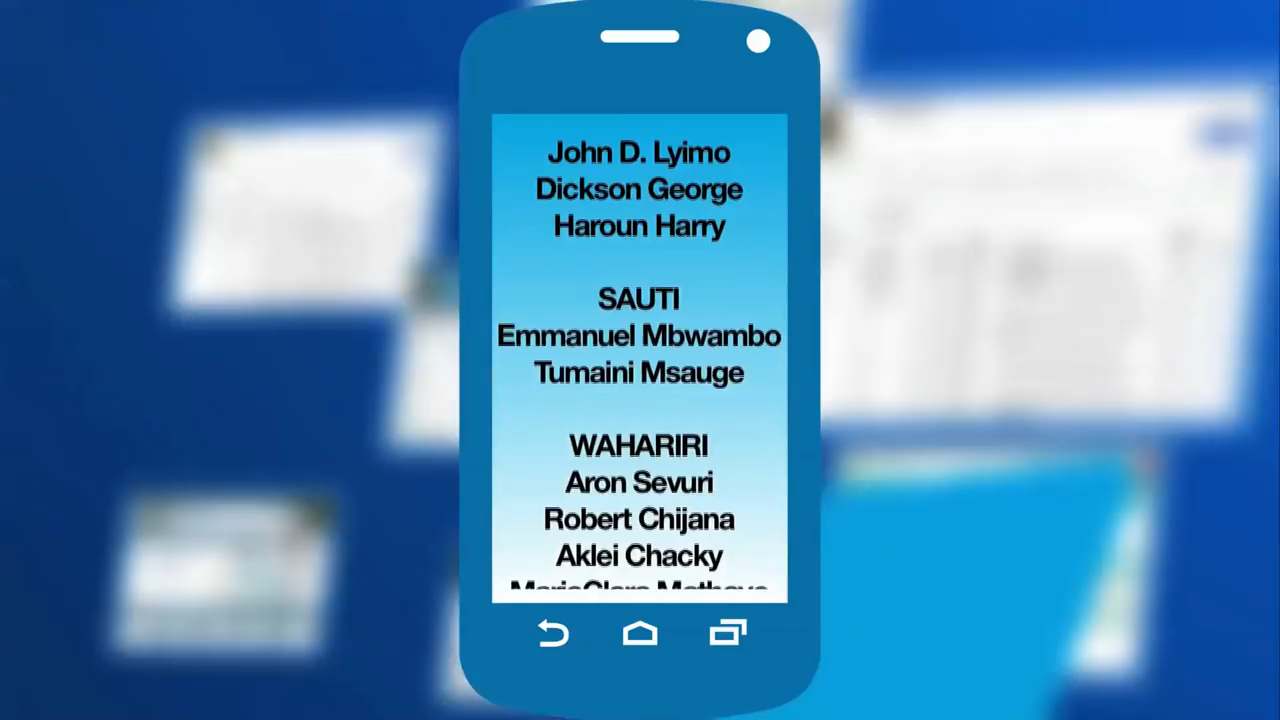 John D. Lyimo
Dickson George
Haroun Harry
SAUTI
Emmanuel Mbwambo
Tumaini Msauge
WAHARIRI
Aron Sevuri
Robert Chijana
Aklei Chacky